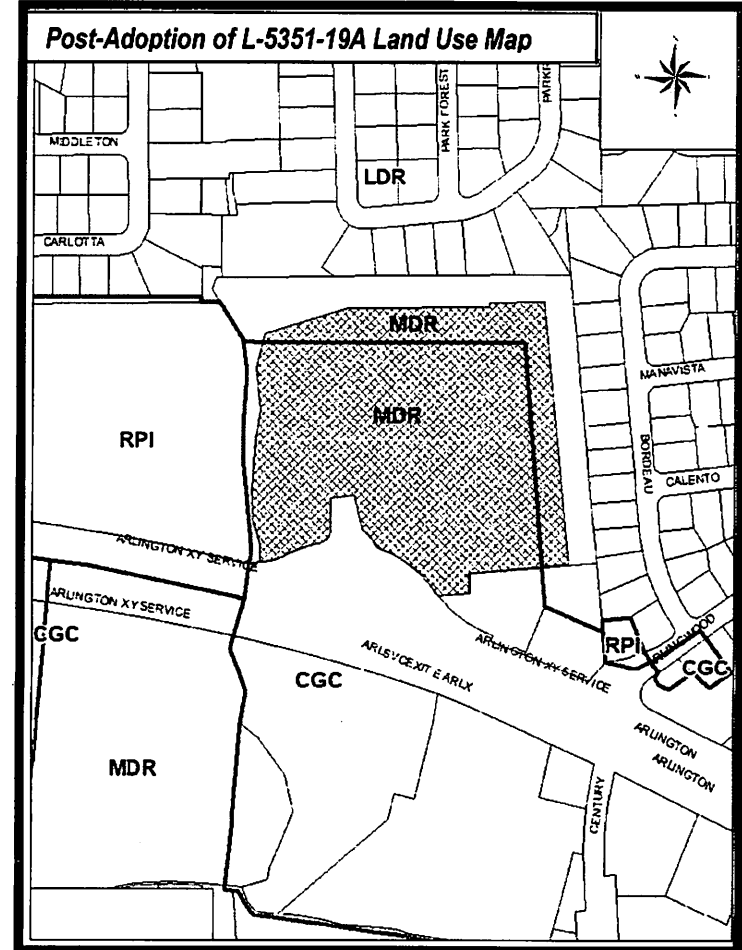 Post-Adoption of L-5351-19A Land Use Map
PARK FOREST
MIDDLETON
LDR
CARLOTTA
MDR
MANAVISTA
MDR
RPI
BORDEAU
CALENTO
ARLINGTON XY SERVICE
ARLINGTON XY SERVICE
CGC
ARLINGTON XY SERVICE
RPI
CGC
CGC
MDR
ARLINGTON
ARLINGTON
CENTURY